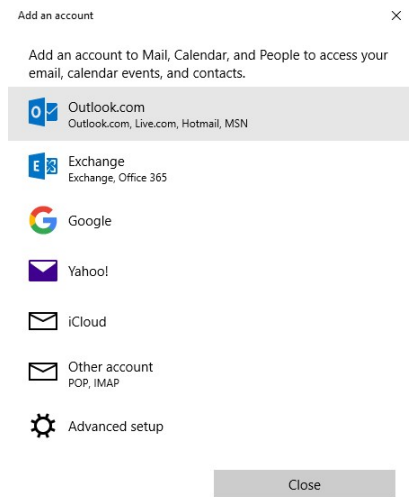 Add an account
Add an account to Mail, Calendar, and People to access your
email, calendar events, and contacts.
Outlook.com
Outlook.com, Live.com, Hotmail, MSN
Exchange
Exchange, Office 365
Google
Yahoo!
iCloud
Other account
POP, IMAP
Advanced setup
Close